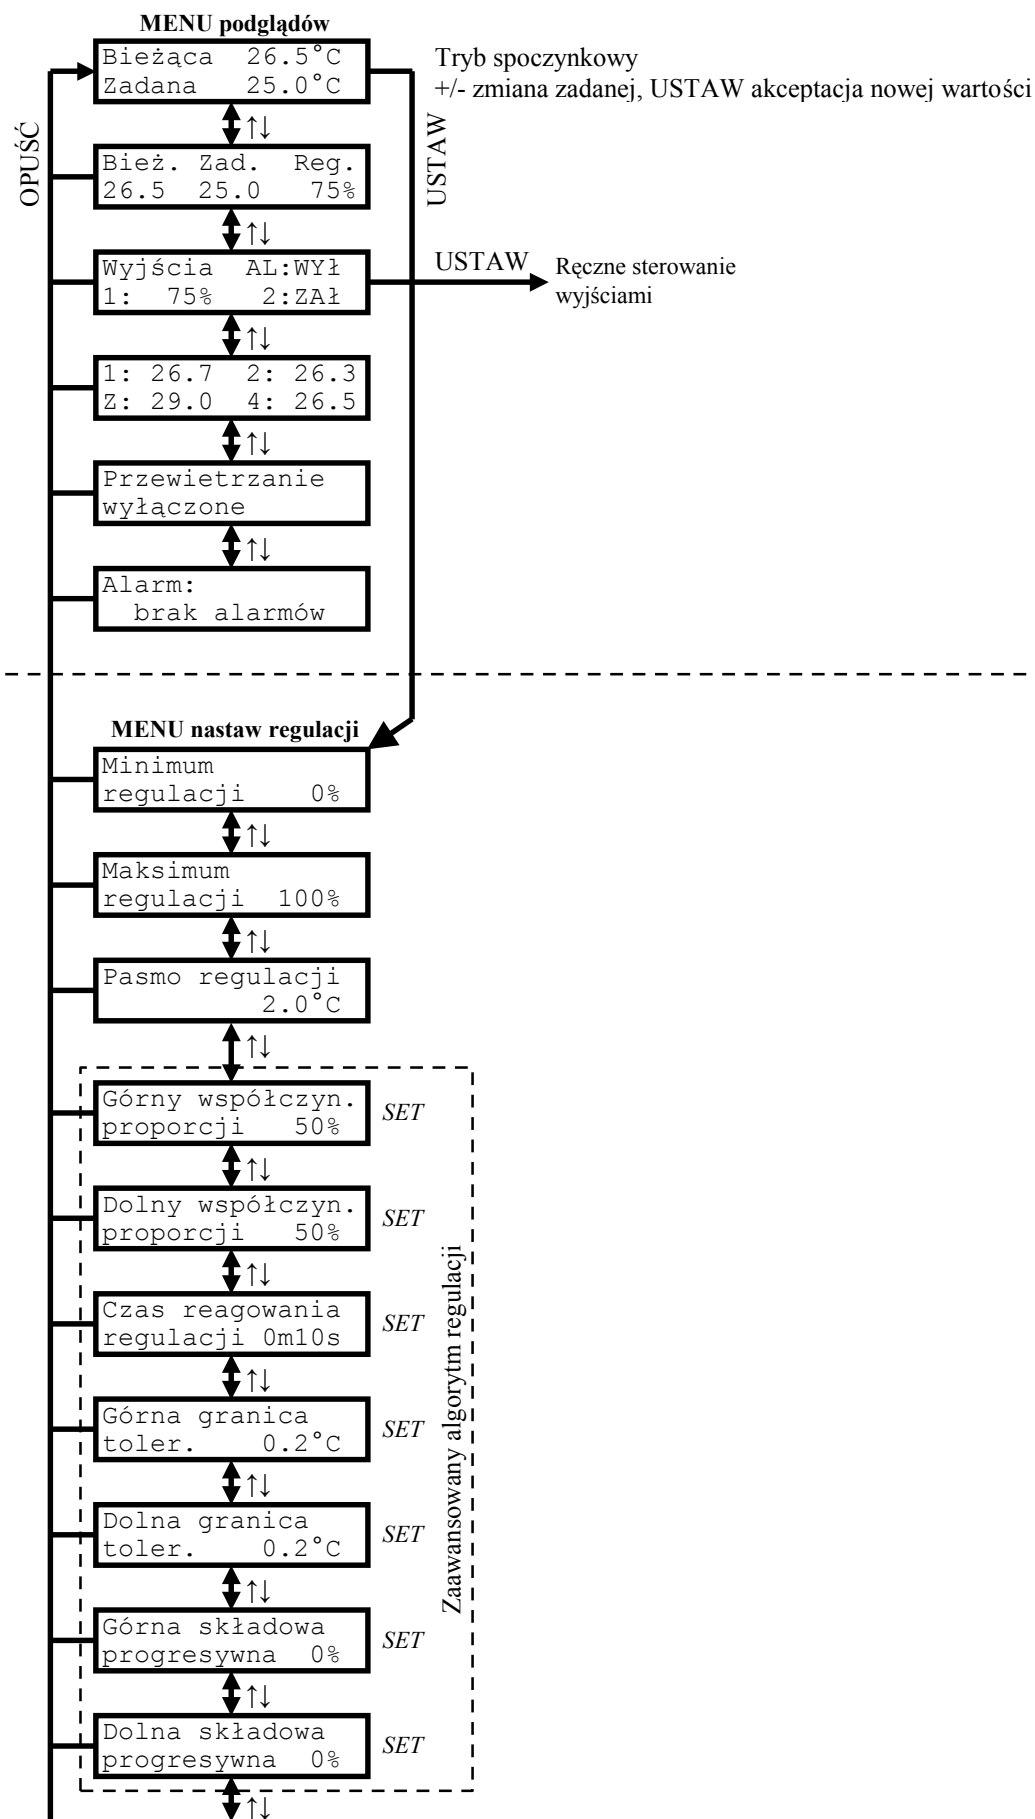 MENU podglądów
Bieżąca 26.5°C
Zadana 25.0°C
Tryb spoczynkowy
+/- zmiana zadanej, USTAW akceptacja nowej wartości
OPUŚĆ
USTAW
↑↓
Bież. Zad. Reg.
26.5 25.0 75%
↑↓
Wyjścia AL:WYł
1: 75% 2:ZAł
USTAW
Ręczne sterowanie
wyjściami
↑↓
1: 26.7 2: 26.3
Z: 29.0 4: 26.5
↑↓
Przewietrzanie
wyłączone
↑↓
Alarm:
brak alarmów
MENU nastaw regulacji
Minimum
regulacji 0%
↑↓
Maksimum
regulacji 100%
↑↓
Pasmo regulacji
2.0°C
↑↓
Górny współczyn.
proporcji 50%
SET
↑↓
Dolny współczyn.
proporcji 50%
SET
↑↓
Czas reagowania
regulacji 0m10s
SET
↑↓
Górna granica
toler. 0.2°C
SET
↑↓
Dolna granica
toler. 0.2°C
SET
↑↓
Górna składowa
progresywna 0%
SET
↑↓
Dolna składowa
progresywna 0%
SET
↑↓
Zaawansowany algorytm regulacji